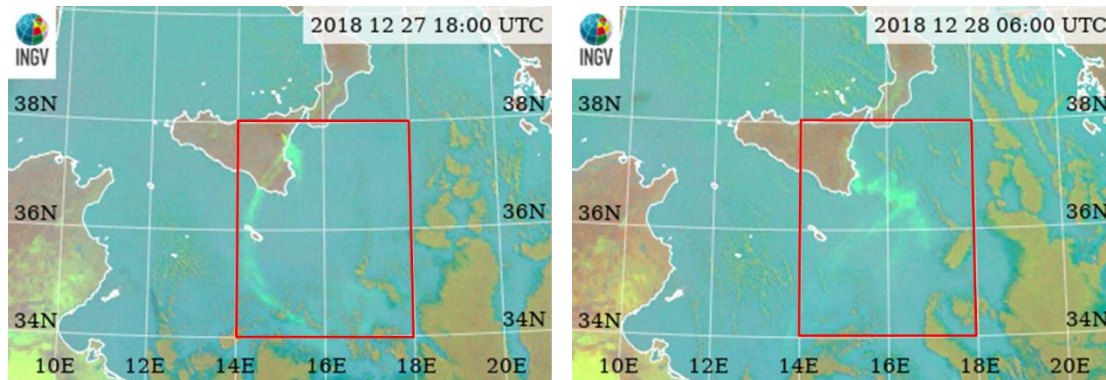 2018 12 27 18:00 UTC
INGV
38N 38N
36N 36N
34N 34N
10E 12E 14E 16E 18E 20E
2018 12 28 06:00 UTC
INGV
38N 38N
36N 36N
34N 34N
10E 12E 14E 16E 18E 20E